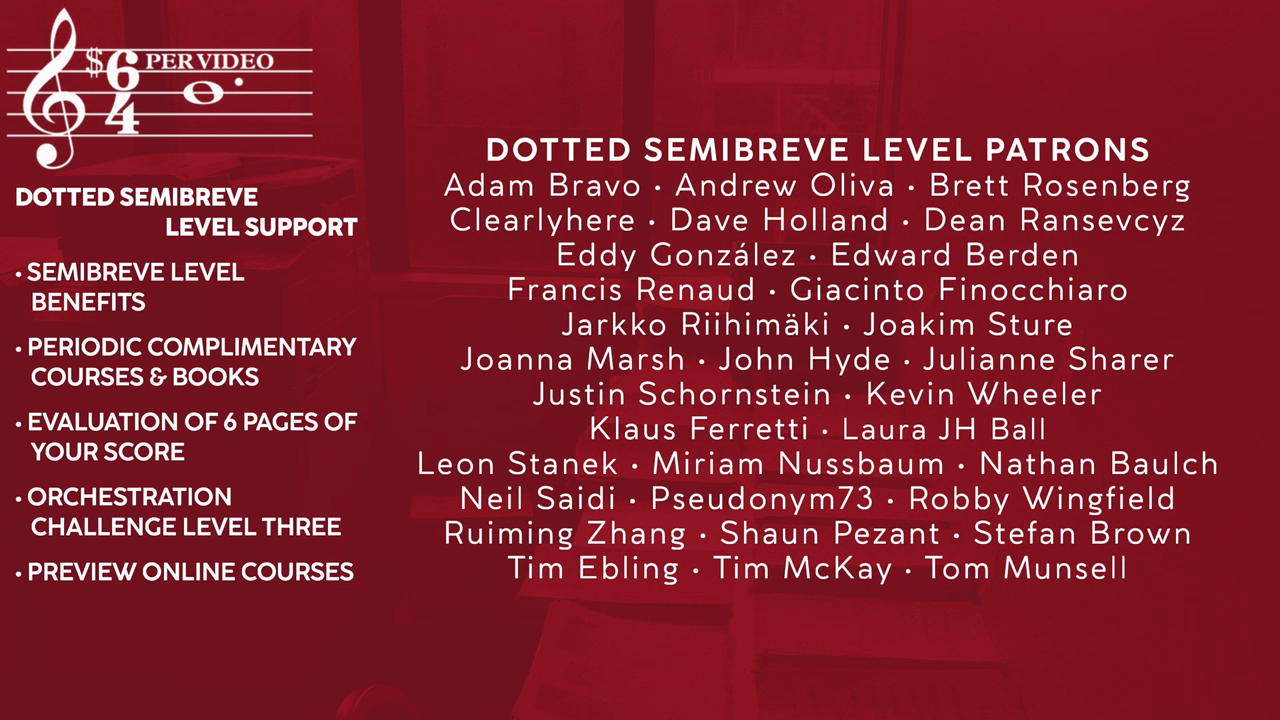 $6 PER VIDEO
4
DOTTED SEMIBREVE
LEVEL SUPPORT
• SEMIBREVE LEVEL
BENEFITS
• PERIODIC COMPLIMENTARY
COURSES & BOOKS
• EVALUATION OF 6 PAGES OF
YOUR SCORE
• ORCHESTRATION
CHALLENGE LEVEL THREE
• PREVIEW ONLINE COURSES
DOTTED SEMIBREVE LEVEL PATRONS
Adam Bravo • Andrew Oliva • Brett Rosenberg
Clearlyhere • Dave Holland • Dean Ransevcyz
Eddy González • Edward Berden
Francis Renaud • Giacinto Finocchiaro
Jarkko Riihimäki • Joakim Sture
Joanna Marsh • John Hyde • Julianne Sharer
Justin Schornstein • Kevin Wheeler
Klaus Ferretti • Laura JH Ball
Leon Stanek • Miriam Nussbaum • Nathan Baulch
Neil Saidi • Pseudonym73 • Robby Wingfield
Ruiming Zhang • Shaun Pezant • Stefan Brown
Tim Ebling • Tim McKay • Tom Munsell